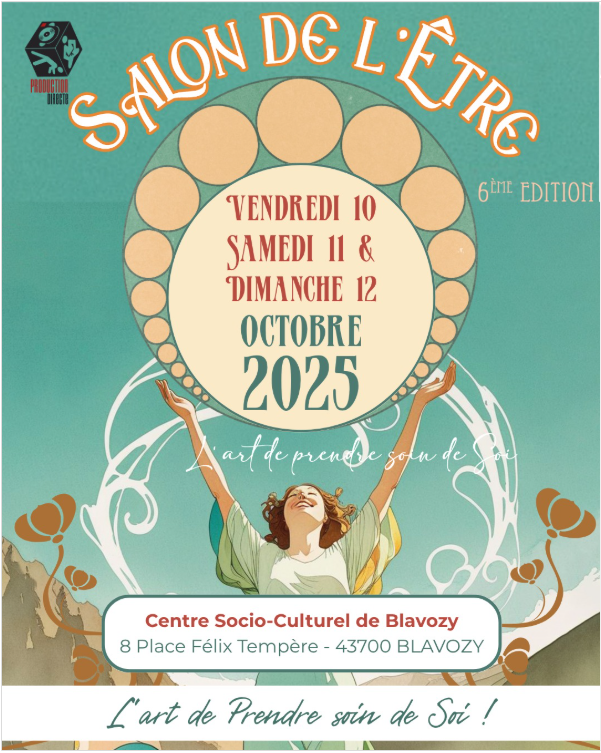 PRODUCTION
DIRECTO
SALON DE L'ÊTRE
6ÈME EDITION
VENDREDI 10
SAMEDI 11 &
DIMANCHE 12
OCTOBRE
2025
L'art de prendre soin de Soi
Centre Socio-Culturel de Blavozy
8 Place Félix Tempère - 43700 BLAVOZY
L'art de Prendre soin de Soi !